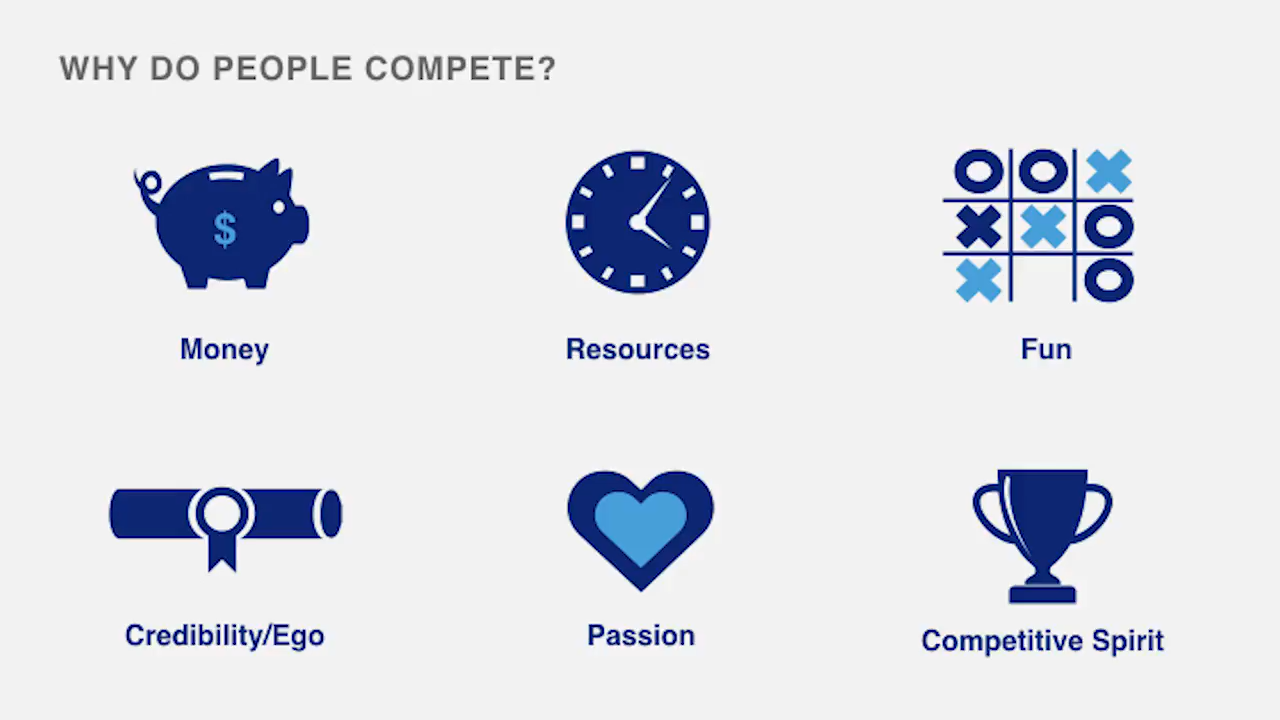 WHY DO PEOPLE COMPETE?
$
Money
Resources
Fun
Credibility/Ego
Passion
Competitive Spirit